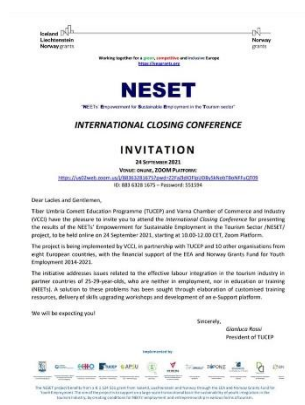 Iceland
Liechtenstein
Norway grants
Norway
grants
Working together for a green, competitive and inclusive Europe
https://eeagrants.org
NESET
"NEETs' Empowerment for Sustainable Employment in the Tourism sector"
INTERNATIONAL CLOSING CONFERENCE
INVITATION
24 SEPTEMBER 2021
VENUE: ONLINE, ZOOM PLATFORM:
ID: 883 6328 1675 – Password: 551594
Dear Ladies and Gentlemen,
Tiber Umbria Comett Education Programme (TUCEP) and Varna Chamber of Commerce and Industry
(VCCI) have the pleasure to invite you to attend the International Closing Conference for presenting
the results of the NEETs' Empowerment for Sustainable Employment in the Tourism Sector /NESET/
project, to be held online on 24 September 2021, starting at 10.00-12.00 CET, Zoom Platform.
The project is being implemented by VCCI, in partnership with TUCEP and 10 other organisations from
eight European countries, with the financial support of the EEA and Norway Grants Fund for Youth
Employment 2014-2021.
The initiative addresses issues related to the effective labour integration in the tourism industry in
partner countries of 25-29-year-olds, who are neither in employment, nor in education or training
(NEETs). A solution to these problems has been sought through elaboration of customised training
resources, delivery of skills upgrading workshops and development of an e-Support platform.
We will be expecting you!
Sincerely,
Gianluca Rossi
President of TUCEP
Implemented by